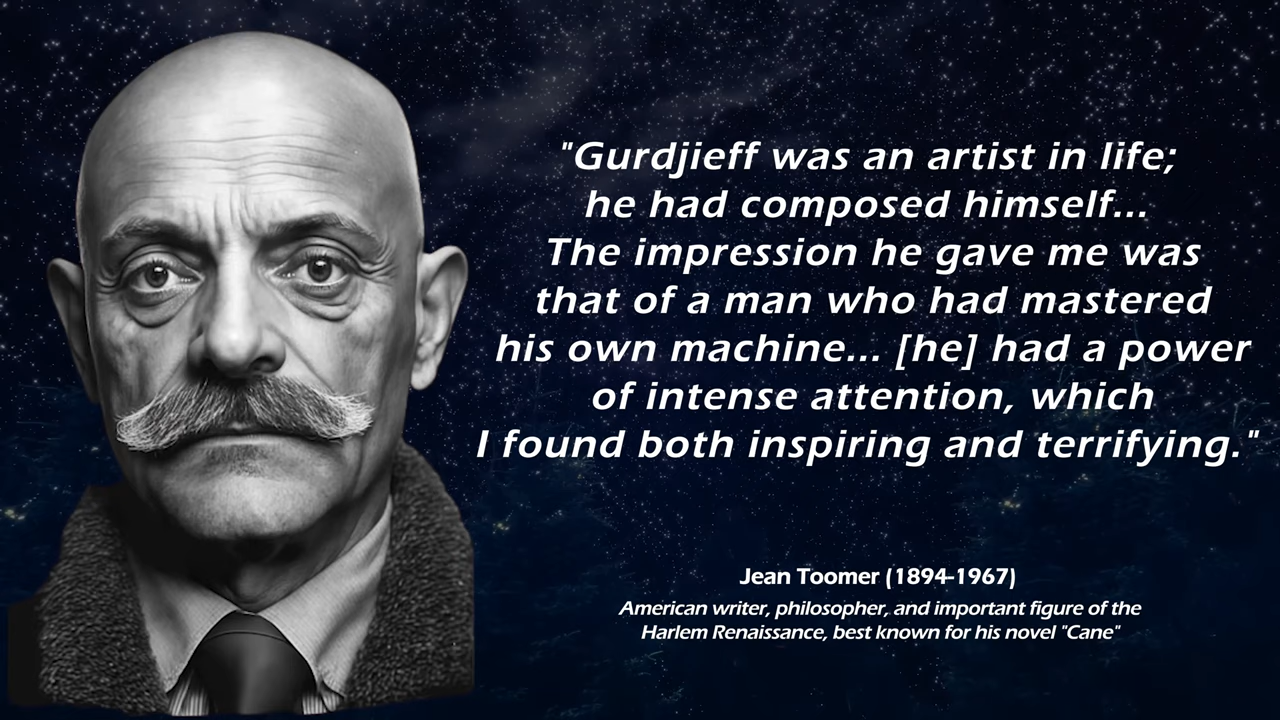 "Gurdjieff was an artist in life;
he had composed himself...
The impression he gave me was
that of a man who had mastered
his own machine... [he] had a power
of intense attention, which
I found both inspiring and terrifying."
Jean Toomer (1894-1967)
American writer, philosopher, and important figure of the
Harlem Renaissance, best known for his novel "Cane"